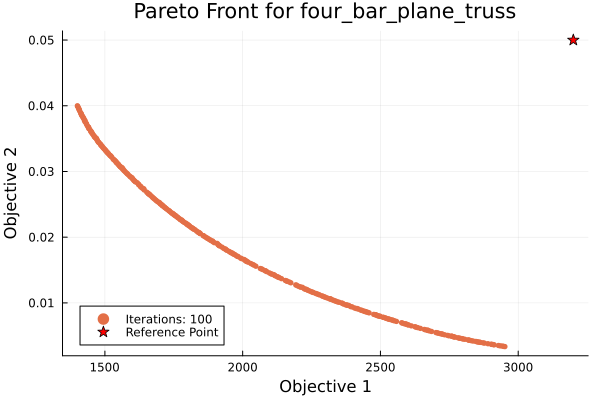 Pareto Front for four_bar_plane_truss
0.05
0.04
0.03
0.02
0.01
Objective 2
Iterations: 100
Reference Point
1500
2000
2500
3000
Objective 1